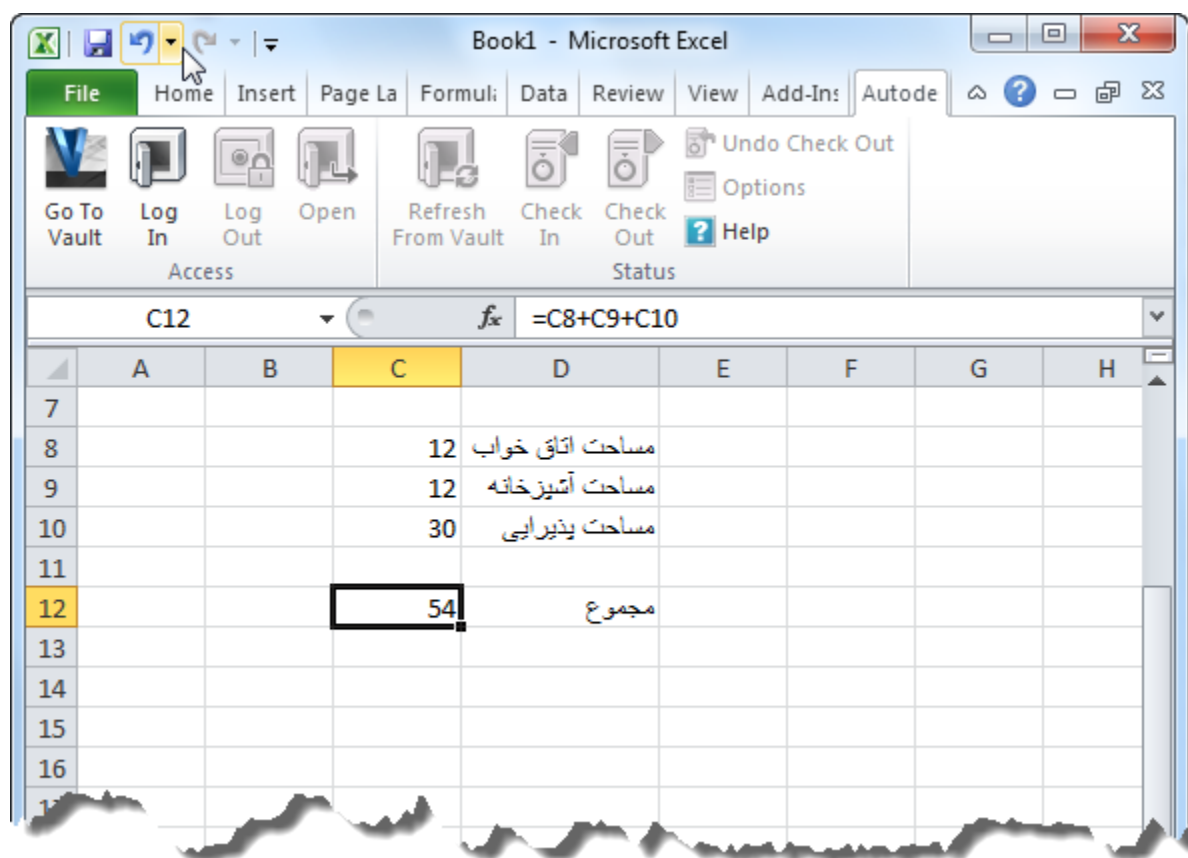 Book1 - Microsoft Excel
File Home Insert Page La Formul Data Review View Add-Ins Autode
Go To Vault
Log In
Log Out
Open
Refresh From Vault
Check In
Check Out
Undo Check Out
Options
Help
Access
Status
C12 fx =C8+C9+C10
A B C D E F G H
7
8 12 مساحت اتاق خواب
9 12 مساحت آشپزخانه
10 30 مساحت پذیرایی
11
12 54 مجموع
13
14
15
16